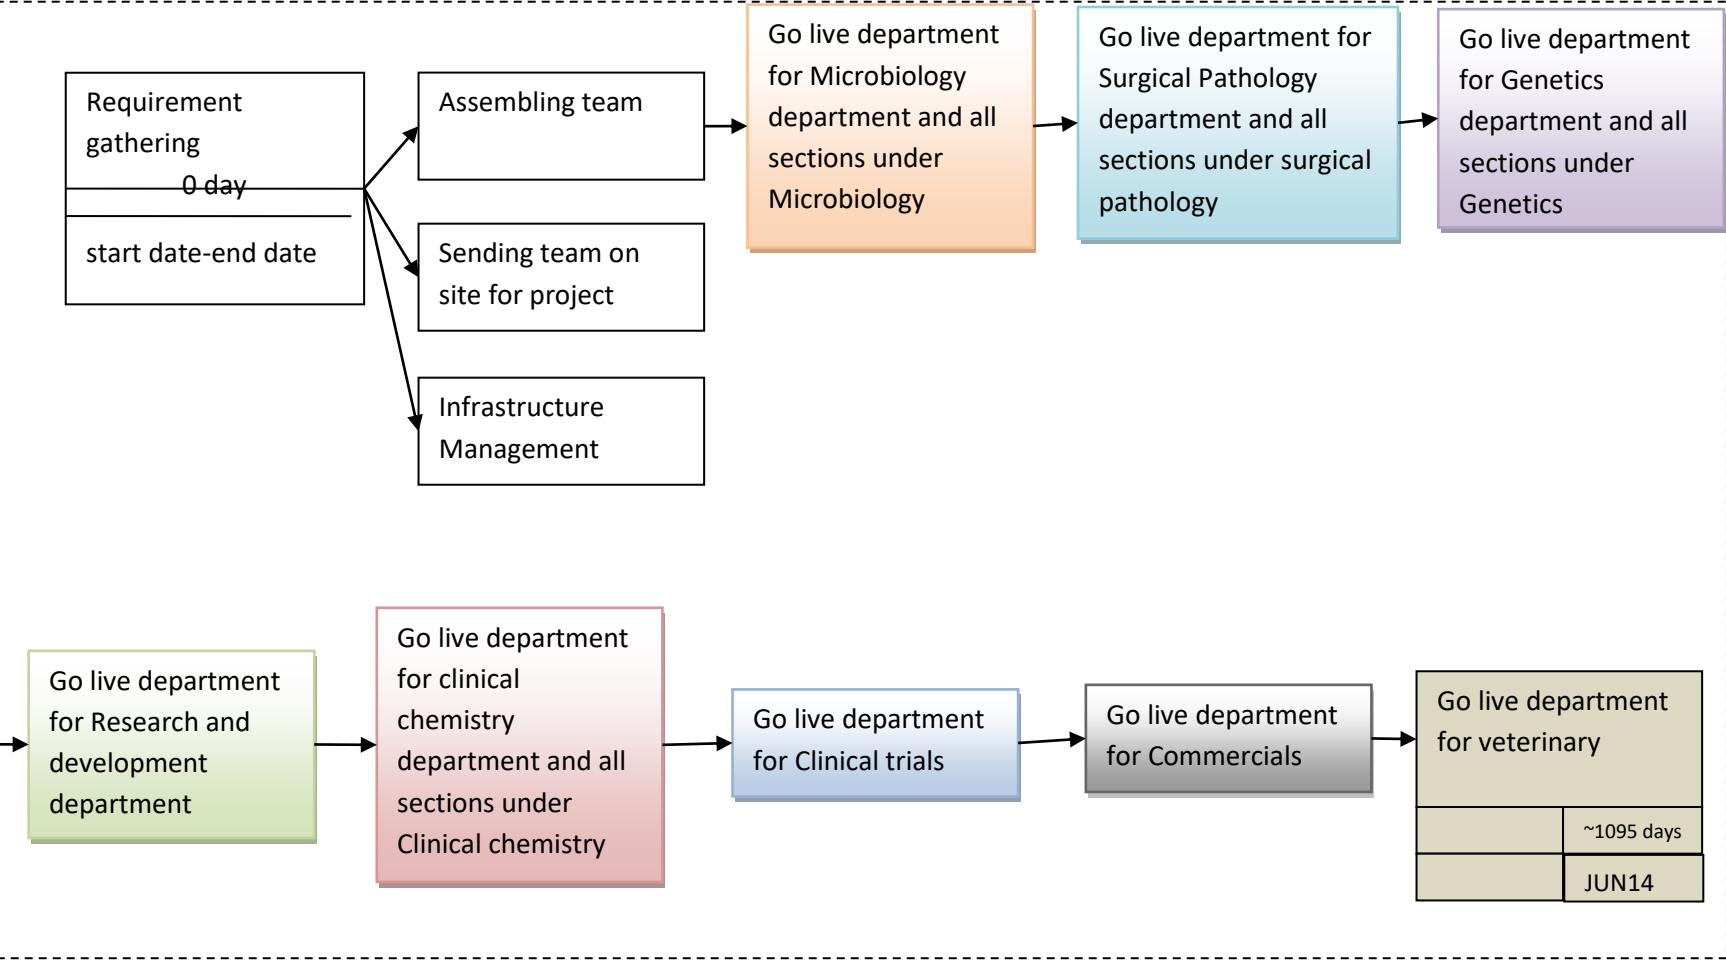 Requirement
gathering
0 day
start date-end date
Assembling team
Sending team on
site for project
Infrastructure
Management
Go live department
for Microbiology
department and all
sections under
Microbiology
Go live department for
Surgical Pathology
department and all
sections under surgical
pathology
Go live department
for Genetics
department and all
sections under
Genetics
Go live department
for Research and
development
department
Go live department
for clinical
chemistry
department and all
sections under
Clinical chemistry
Go live department
for Clinical trials
Go live department
for Commercials
Go live department
for veterinary
~1095 days
JUN14